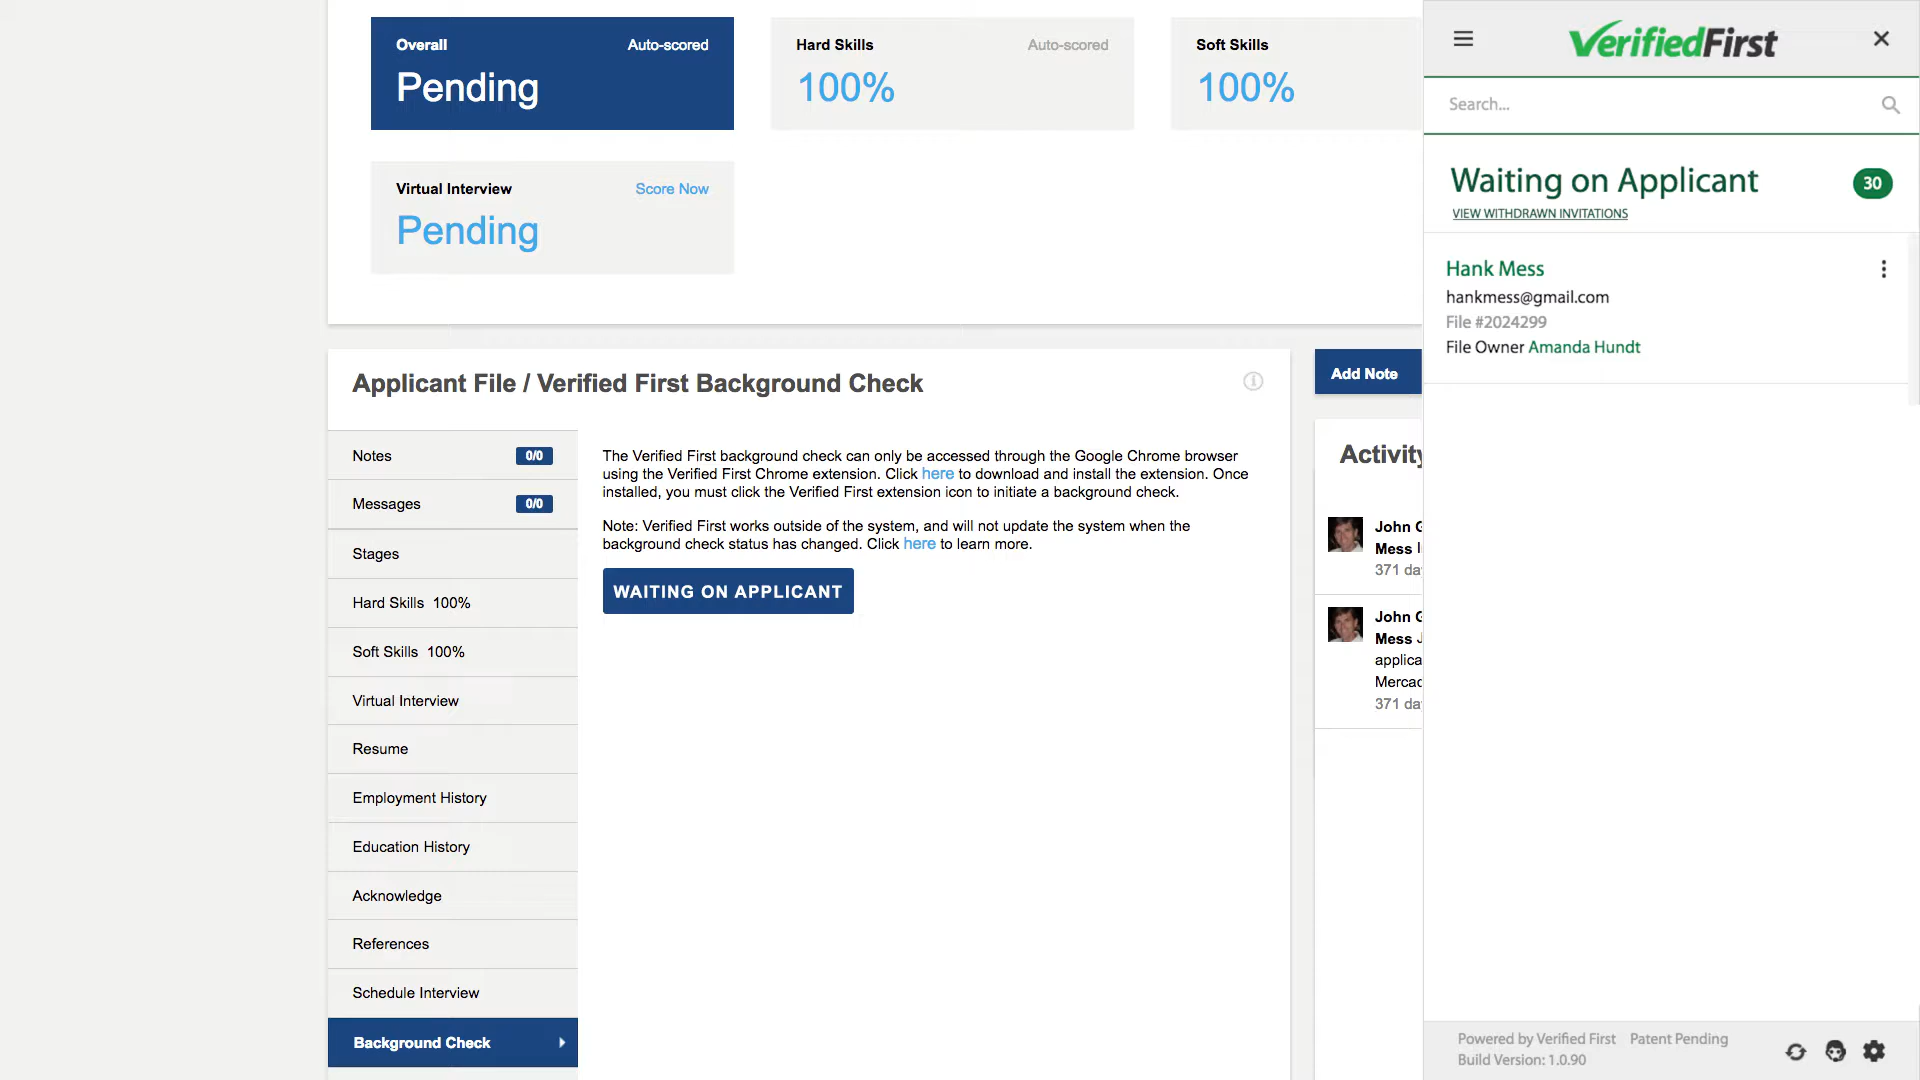 Overall Auto-scored
Pending
Hard Skills Auto-scored
100%
Soft Skills
100%
Virtual Interview Score Now
Pending
Applicant File / Verified First Background Check
Notes 0/0
Messages 0/0
Stages
Hard Skills 100%
Soft Skills 100%
Virtual Interview
Resume
Employment History
Education History
Acknowledge
References
Schedule Interview
Background Check
The Verified First background check can only be accessed through the Google Chrome browser
using the Verified First Chrome extension. Click here to download and install the extension. Once
installed, you must click the Verified First extension icon to initiate a background check.
Note: Verified First works outside of the system, and will not update the system when the
background check status has changed. Click here to learn more.
WAITING ON APPLICANT
Add Note
Activity
John G
Mess
371 da
John G
Mess J
applica
Mercad
371 da
VerifiedFirst
Search...
Waiting on Applicant 30
VIEW WITHDRAWN INVITATIONS
Hank Mess
hankmess@gmail.com
File #2024299
File Owner Amanda Hundt
Powered by Verified First Patent Pending
Build Version: 1.0.90